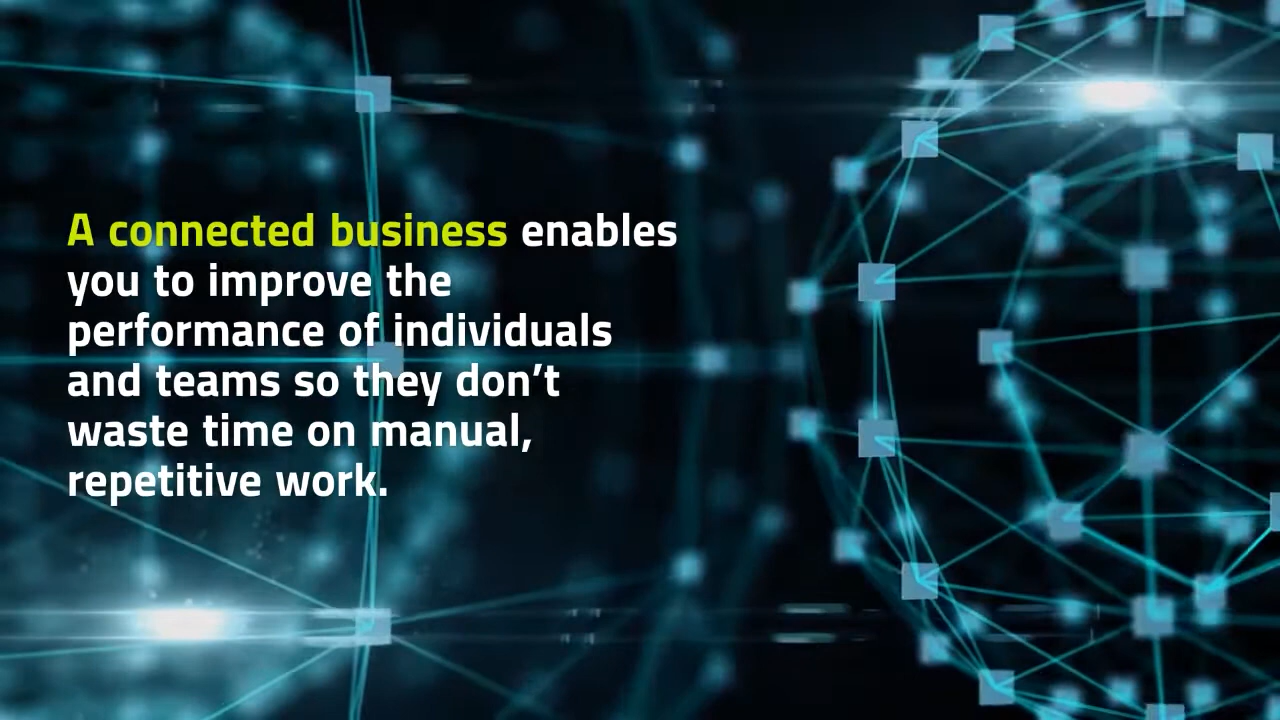 A connected business enables
you to improve the
performance of individuals
and teams so they don’t
waste time on manual,
repetitive work.